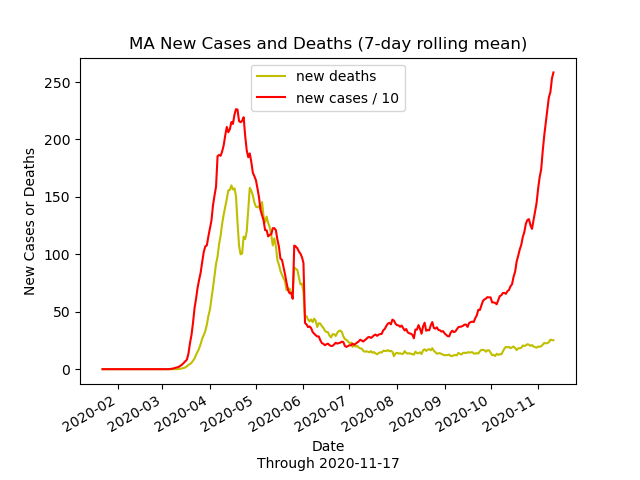 MA New Cases and Deaths (7-day rolling mean)
new deaths
new cases / 10
New Cases or Deaths
250
200
150
100
50
0
2020-02
2020-03
2020-04
2020-05
2020-06
2020-07
2020-08
2020-09
2020-10
2020-11
Date
Through 2020-11-17